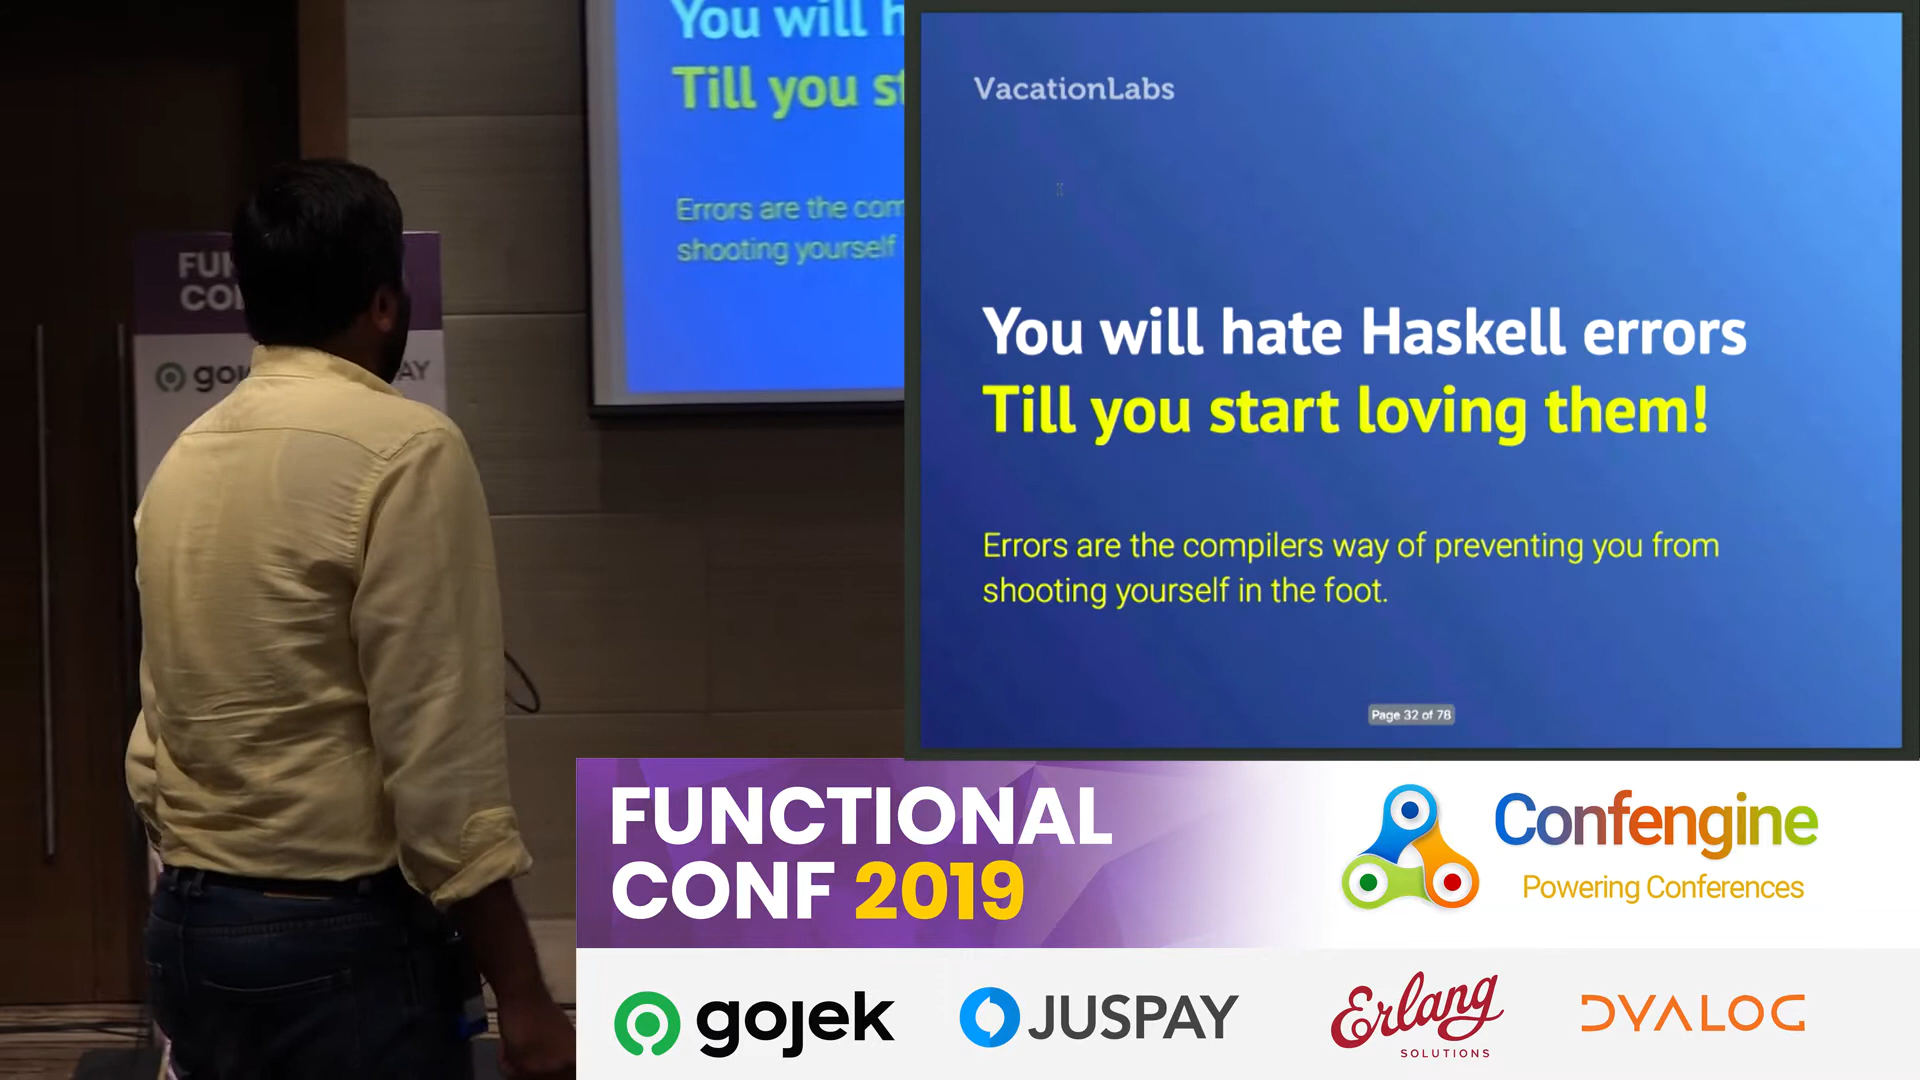 You will h
Till you st
Errors are the com
shooting yourself
FUN
CO
go
AY
VacationLabs
You will hate Haskell errors
Till you start loving them!
Errors are the compilers way of preventing you from
shooting yourself in the foot.
Page 32 of 78
FUNCTIONAL
CONF 2019
Confengine
Powering Conferences
gojek
JUSPAY
Erlang
SOLUTIONS
DYALOG